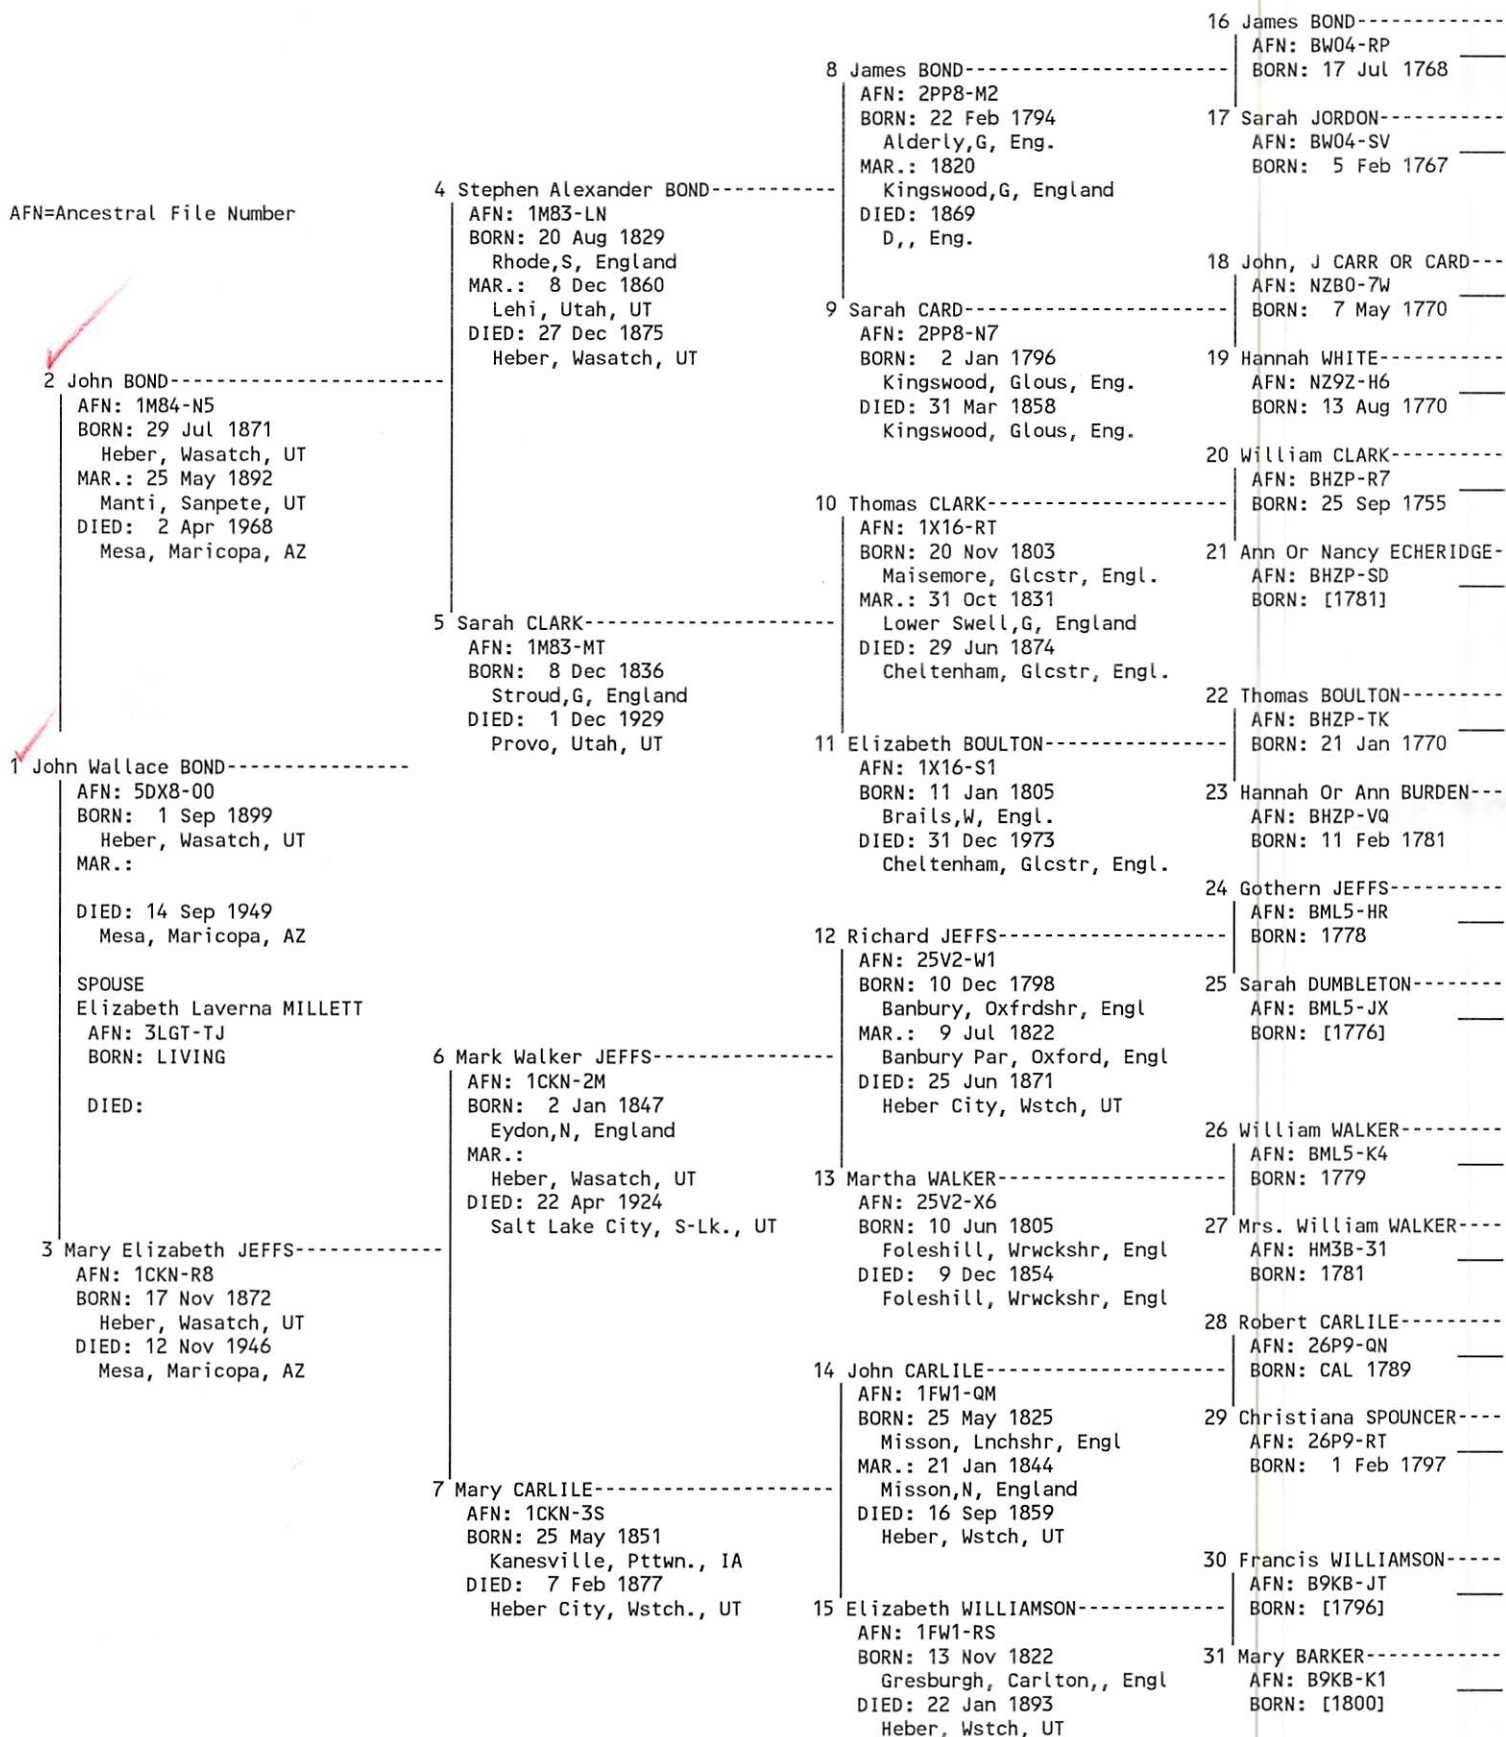 AFN=Ancestral File Number
1 John Wallace BOND---------------
AFN: 5DX8-00
BORN:  1 Sep 1899
Heber, Wasatch, UT
MAR.:
DIED: 14 Sep 1949
Mesa, Maricopa, AZ
SPOUSE
Elizabeth Laverna MILLETT
AFN: 3LGT-TJ
BORN: LIVING
DIED:
2 John BOND----------------------
AFN: 1M84-N5
BORN: 29 Jul 1871
Heber, Wasatch, UT
MAR.: 25 May 1892
Manti, Sanpete, UT
DIED:  2 Apr 1968
Mesa, Maricopa, AZ
3 Mary Elizabeth JEFFS-----------
AFN: 1CKN-R8
BORN: 17 Nov 1872
Heber, Wasatch, UT
DIED: 12 Nov 1946
Mesa, Maricopa, AZ
4 Stephen Alexander BOND---------
AFN: 1M83-LN
BORN: 20 Aug 1829
Rhode,S, England
MAR.:  8 Dec 1860
Lehi, Utah, UT
DIED: 27 Dec 1875
Heber, Wasatch, UT
5 Sarah CLARK--------------------
AFN: 1M83-MT
BORN:  8 Dec 1836
Stroud,G, England
DIED:  1 Dec 1929
Provo, Utah, UT
6 Mark Walker JEFFS--------------
AFN: 1CKN-2M
BORN:  2 Jan 1847
Eydon,N, England
MAR.:
Heber, Wasatch, UT
DIED: 22 Apr 1924
Salt Lake City, S-Lk., UT
7 Mary CARLILE-------------------
AFN: 1CKN-3S
BORN: 25 May 1851
Kanesville, Pttwn., IA
DIED:  7 Feb 1877
Heber City, Wstch., UT
8 James BOND---------------------
AFN: 2PP8-M2
BORN: 22 Feb 1794
Alderly,G, Eng.
MAR.: 1820
Kingswood,G, England
DIED: 1869
D,, Eng.
9 Sarah CARD---------------------
AFN: 2PP8-N7
BORN:  2 Jan 1796
Kingswood, Glous, Eng.
DIED: 31 Mar 1858
Kingswood, Glous, Eng.
10 Thomas CLARK-------------------
AFN: 1X16-RT
BORN: 20 Nov 1803
Maisemore, Glcstr, Engl.
MAR.: 31 Oct 1831
Lower Swell,G, England
DIED: 29 Jun 1874
Cheltenham, Glcstr, Engl.
11 Elizabeth BOULTON--------------
AFN: 1X16-S1
BORN: 11 Jan 1805
Brails,W, Engl.
DIED: 31 Dec 1973
Cheltenham, Glcstr, Engl.
12 Richard JEFFS------------------
AFN: 25V2-W1
BORN: 10 Dec 1798
Banbury, Oxfrdshr, Engl
MAR.:  9 Jul 1822
Banbury Par, Oxford, Engl
DIED: 25 Jun 1871
Heber City, Wstch, UT
13 Martha WALKER------------------
AFN: 25V2-X6
BORN: 10 Jun 1805
Foleshill, Wrwckshr, Engl
DIED:  9 Dec 1854
Foleshill, Wrwckshr, Engl
14 John CARLILE-------------------
AFN: 1FW1-QM
BORN: 25 May 1825
Misson, Lnchshr, Engl
MAR.: 21 Jan 1844
Misson,N, England
DIED: 16 Sep 1859
Heber, Wstch, UT
15 Elizabeth WILLIAMSON-----------
AFN: 1FW1-RS
BORN: 13 Nov 1822
Gresburgh, Carlton,, Engl
DIED: 22 Jan 1893
Heber, Wstch, UT
16 James BOND-------------
AFN: BW04-RP
BORN: 17 Jul 1768
17 Sarah JORDON-----------
AFN: BW04-SV
BORN:  5 Feb 1767
18 John, J CARR OR CARD---
AFN: NZB0-7W
BORN:  7 May 1770
19 Hannah WHITE-----------
AFN: NZ9Z-H6
BORN: 13 Aug 1770
20 William CLARK----------
AFN: BHZP-R7
BORN: 25 Sep 1755
21 Ann Or Nancy ECHERIDGE-
AFN: BHZP-SD
BORN: [1781]
22 Thomas BOULTON---------
AFN: BHZP-TK
BORN: 21 Jan 1770
23 Hannah Or Ann BURDEN---
AFN: BHZP-VQ
BORN: 11 Feb 1781
24 Gothern JEFFS----------
AFN: BML5-HR
BORN: 1778
25 Sarah DUMBLETON--------
AFN: BML5-JX
BORN: [1776]
26 William WALKER---------
AFN: BML5-K4
BORN: 1779
27 Mrs. William WALKER----
AFN: HM3B-31
BORN: 1781
28 Robert CARLILE---------
AFN: 26P9-QN
BORN: CAL 1789
29 Christiana SPOUNCER----
AFN: 26P9-RT
BORN:  1 Feb 1797
30 Francis WILLIAMSON-----
AFN: B9KB-JT
BORN: [1796]
31 Mary BARKER------------
AFN: B9KB-K1
BORN: [1800]